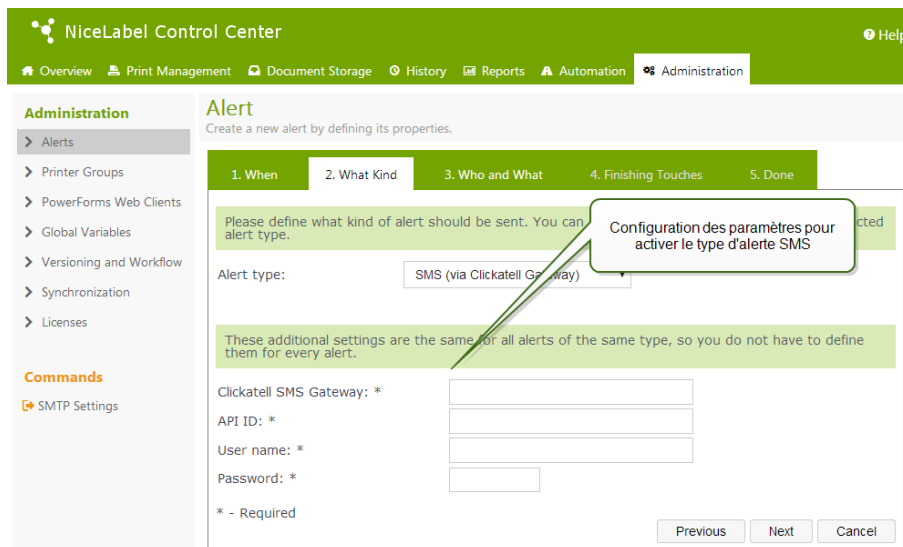 NiceLabel Control Center
Help
Overview Print Management Document Storage History Reports Automation Administration
Administration
Alerts
Printer Groups
PowerForms Web Clients
Global Variables
Versioning and Workflow
Synchronization
Licenses
Commands
SMTP Settings
Alert
Create a new alert by defining its properties.
1. When 2. What Kind 3. Who and What 4. Finishing Touches 5. Done
Please define what kind of alert should be sent. You can
alert type.
Configuration des paramètres pour
activer le type d'alerte SMS
Alert type: SMS (via Clickatell Gateway)
These additional settings are the same for all alerts of the same type, so you do not have to define
them for every alert.
Clickatell SMS Gateway: *
API ID: *
User name: *
Password: *
* - Required
Previous Next Cancel